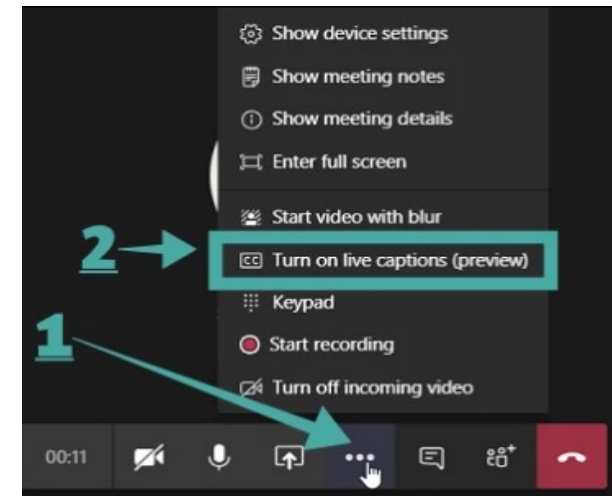 Show device settings
Show meeting notes
Show meeting details
Enter full screen
Start video with blur
2
CC Turn on live captions (preview)
Keypad
1
Start recording
Turn off incoming video
00:11